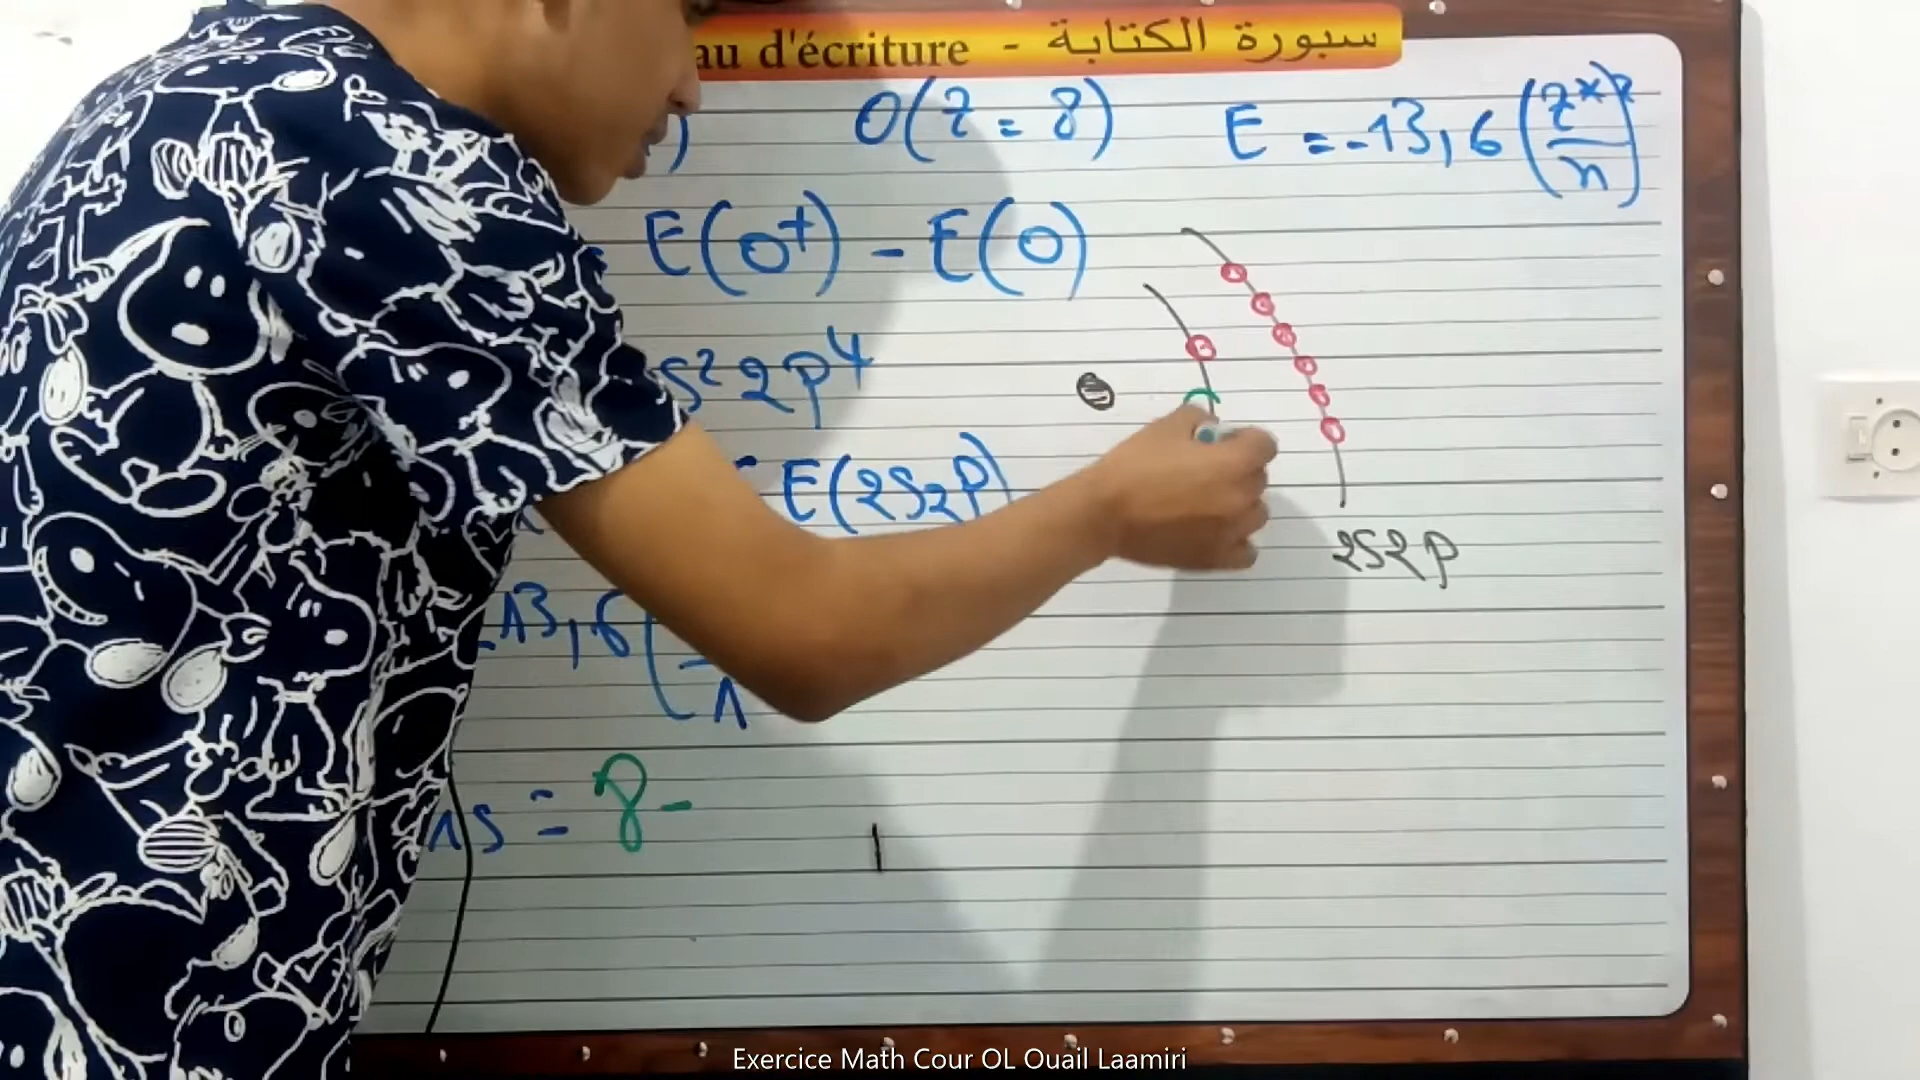 au d'écriture - سبورة الكتابة
) O(Z = 8) E = -13,6 (Z*/n)²
= E(O+) - E(O)
S² 2P⁴
= E(2S2P)
2S2P
-13,6 ( 1
1S = 8 -
Exercice Math Cour OL Ouail Laamiri